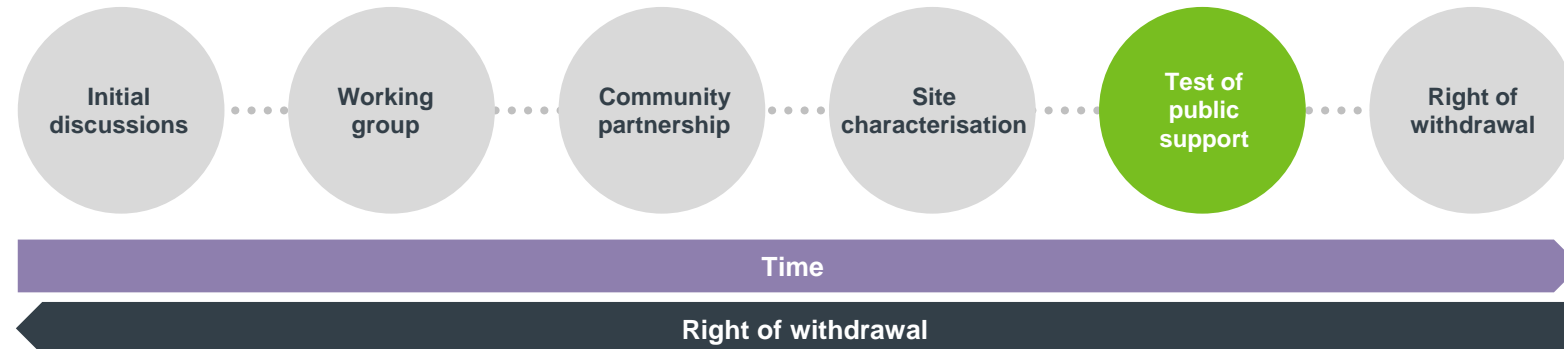 Initial
discussions
Working
group
Community
partnership
Site
characterisation
Test of
public
support
Right of
withdrawal
Time
Right of withdrawal